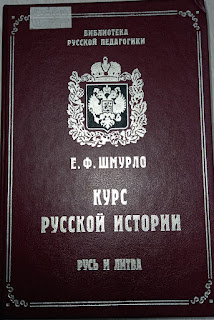 БИБЛИОТЕКА
РУССКОЙ ПЕДАГОГИКИ
Е. Ф. ШМУРЛО
КУРС
РУССКОЙ ИСТОРИИ
РУСЬ И ЛИТВА